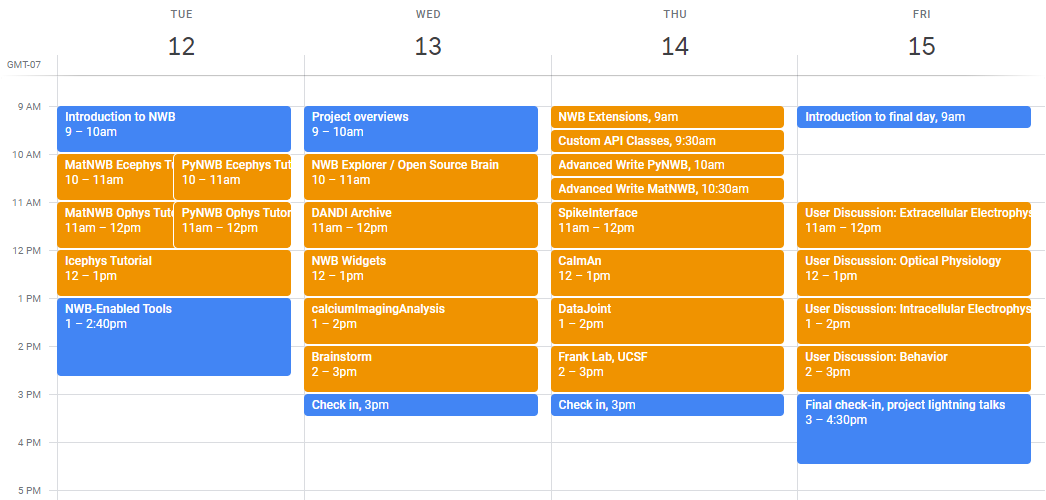 TUE
WED
THU
FRI
12
13
14
15
GMT-07
9 AM
10 AM
11 AM
12 PM
1 PM
2 PM
3 PM
4 PM
5 PM
Introduction to NWB
9 – 10am
MatNWB Ecephys Tu
10 – 11am
PyNWB Ecephys Tut
10 – 11am
MatNWB Ophys Tuto
11am – 12pm
PyNWB Ophys Tutor
11am – 12pm
Icephys Tutorial
12 – 1pm
NWB-Enabled Tools
1 – 2:40pm
Project overviews
9 – 10am
NWB Explorer / Open Source Brain
10 – 11am
DANDI Archive
11am – 12pm
NWB Widgets
12 – 1pm
calciumImagingAnalysis
1 – 2pm
Brainstorm
2 – 3pm
Check in, 3pm
NWB Extensions, 9am
Custom API Classes, 9:30am
Advanced Write PyNWB, 10am
Advanced Write MatNWB, 10:30am
SpikeInterface
11am – 12pm
CaImAn
12 – 1pm
DataJoint
1 – 2pm
Frank Lab, UCSF
2 – 3pm
Check in, 3pm
Introduction to final day, 9am
User Discussion: Extracellular Electrophys
11am – 12pm
User Discussion: Optical Physiology
12 – 1pm
User Discussion: Intracellular Electrophys
1 – 2pm
User Discussion: Behavior
2 – 3pm
Final check-in, project lightning talks
3 – 4:30pm